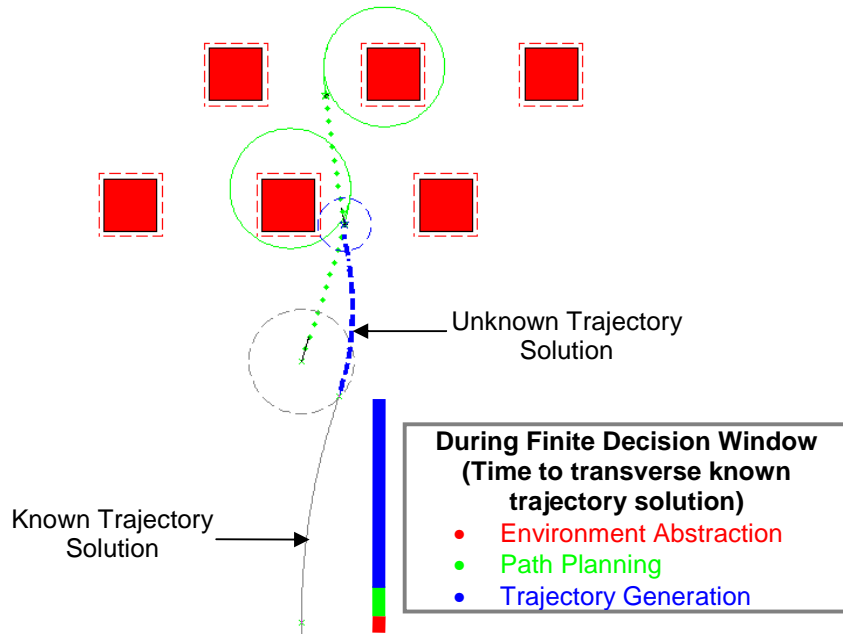 Unknown Trajectory
Solution
During Finite Decision Window
(Time to transverse known
trajectory solution)
• Environment Abstraction
• Path Planning
• Trajectory Generation
Known Trajectory
Solution